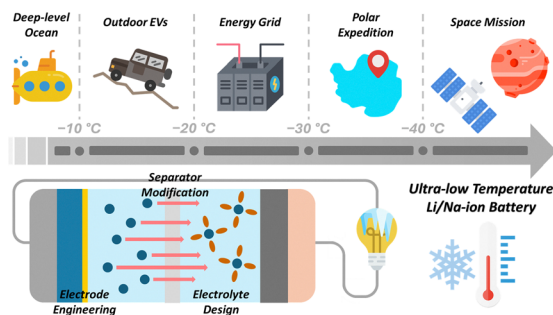 Deep-level
Ocean
Outdoor EVs
Energy Grid
Polar
Expedition
Space Mission
−10 °C
−20 °C
−30 °C
−40 °C
Separator
Modification
Electrode
Engineering
Electrolyte
Design
Ultra-low Temperature
Li/Na-ion Battery